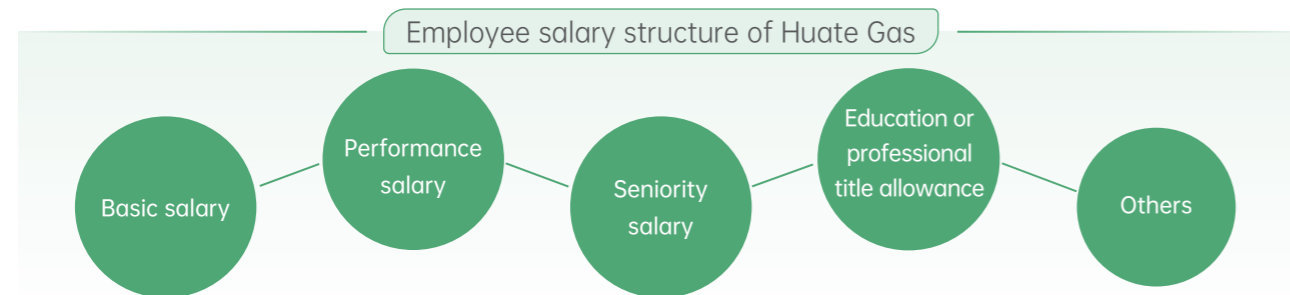 Employee salary structure of Huate Gas
Basic salary
Performance
salary
Seniority
salary
Education or
professional
title allowance
Others